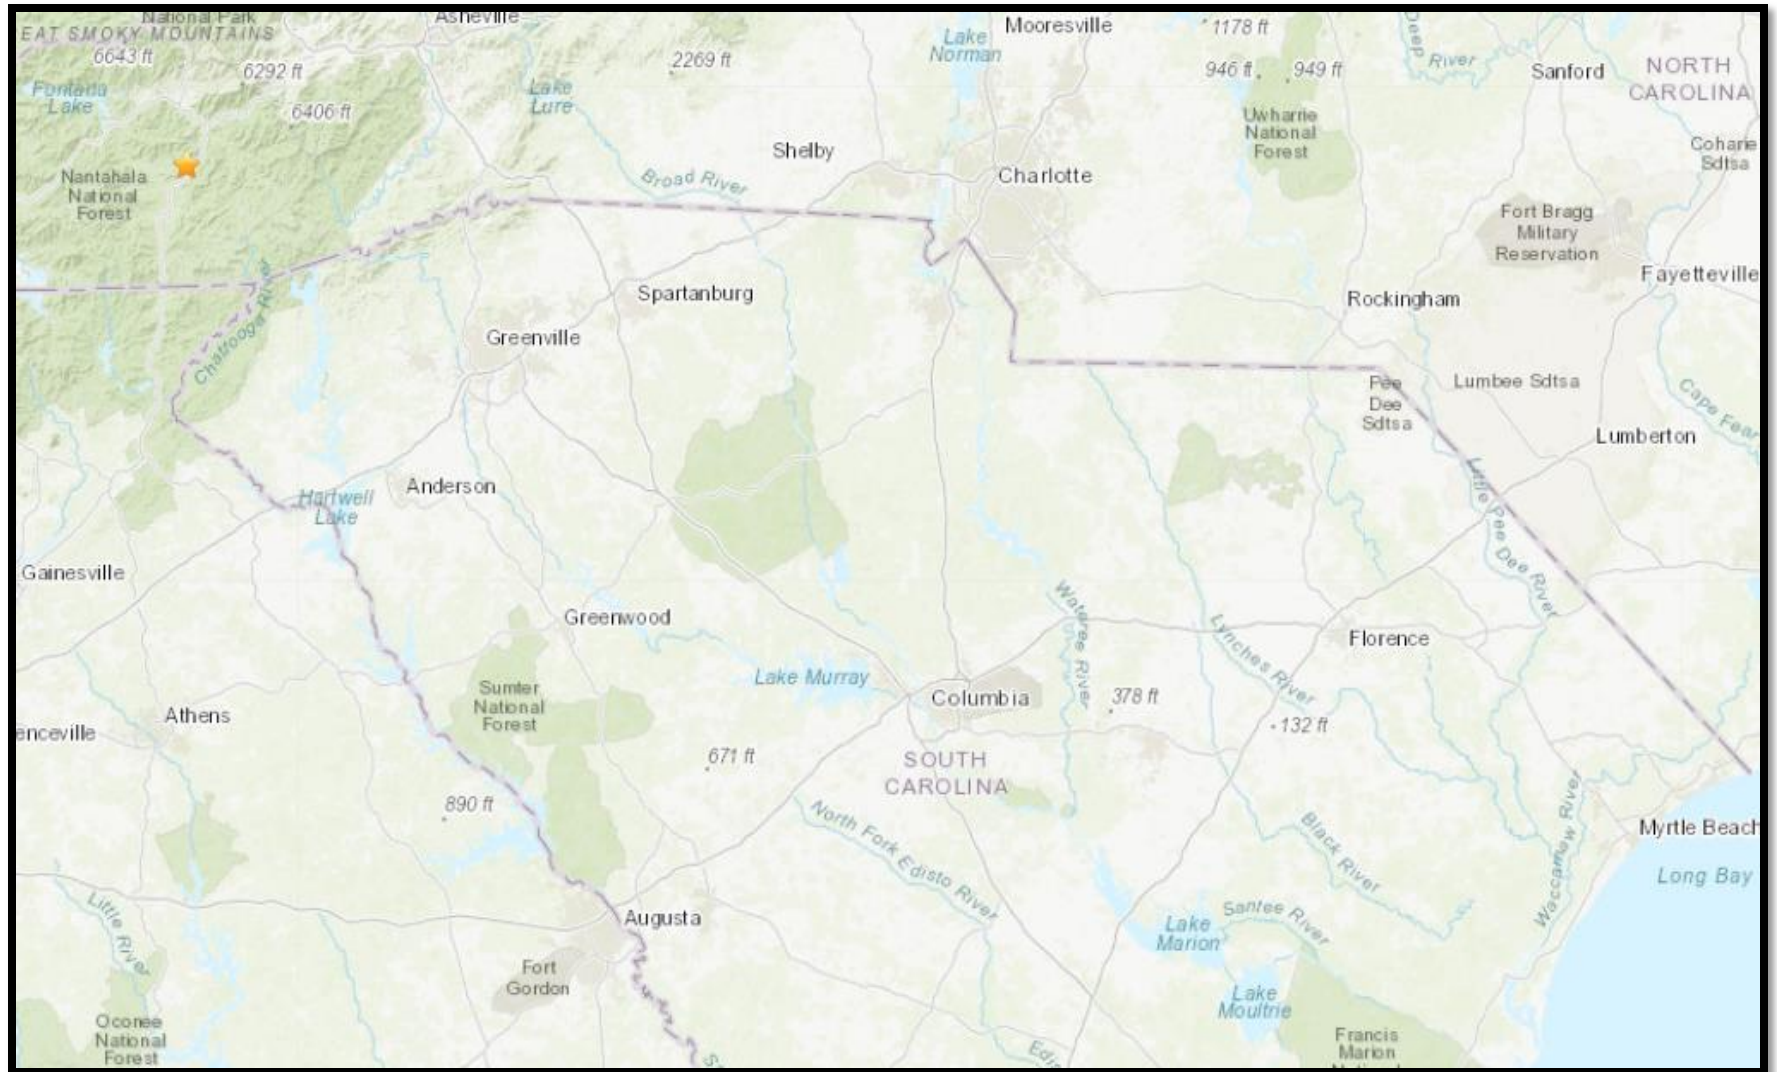 National Park
EAT SMOKY MOUNTAINS
6643 ft
6292 ft
6406 ft
Fontana
Lake
Asheville
2269 ft
Lake
Lure
Lake
Norman
Mooresville
1178 ft
946 ft
949 ft
Deep
River
Sanford
NORTH
CAROLINA
Uwharrie
National
Forest
Coharie
Sdtsa
Shelby
Charlotte
Broad River
Nantahala
National
Forest
Fort Bragg
Military
Reservation
Fayetteville
Chattooga River
Spartanburg
Greenville
Rockingham
Pee
Dee
Sdtsa
Lumbee Sdtsa
Cape Fear
Lumberton
Hartwell
Lake
Anderson
Little Pee Dee River
Gainesville
Greenwood
Wateree River
Lynches River
Florence
Lake Murray
Columbia
378 ft
132 ft
Sumter
National
Forest
Athens
enceville
671 ft
SOUTH
CAROLINA
890 ft
North Fork Edisto River
Black River
Waccamaw River
Myrtle Beach
Long Bay
Little River
Augusta
Santee River
Lake
Marion
Fort
Gordon
Lake
Moultrie
Oconee
National
Forest
Francis
Marion
National
Edis
S